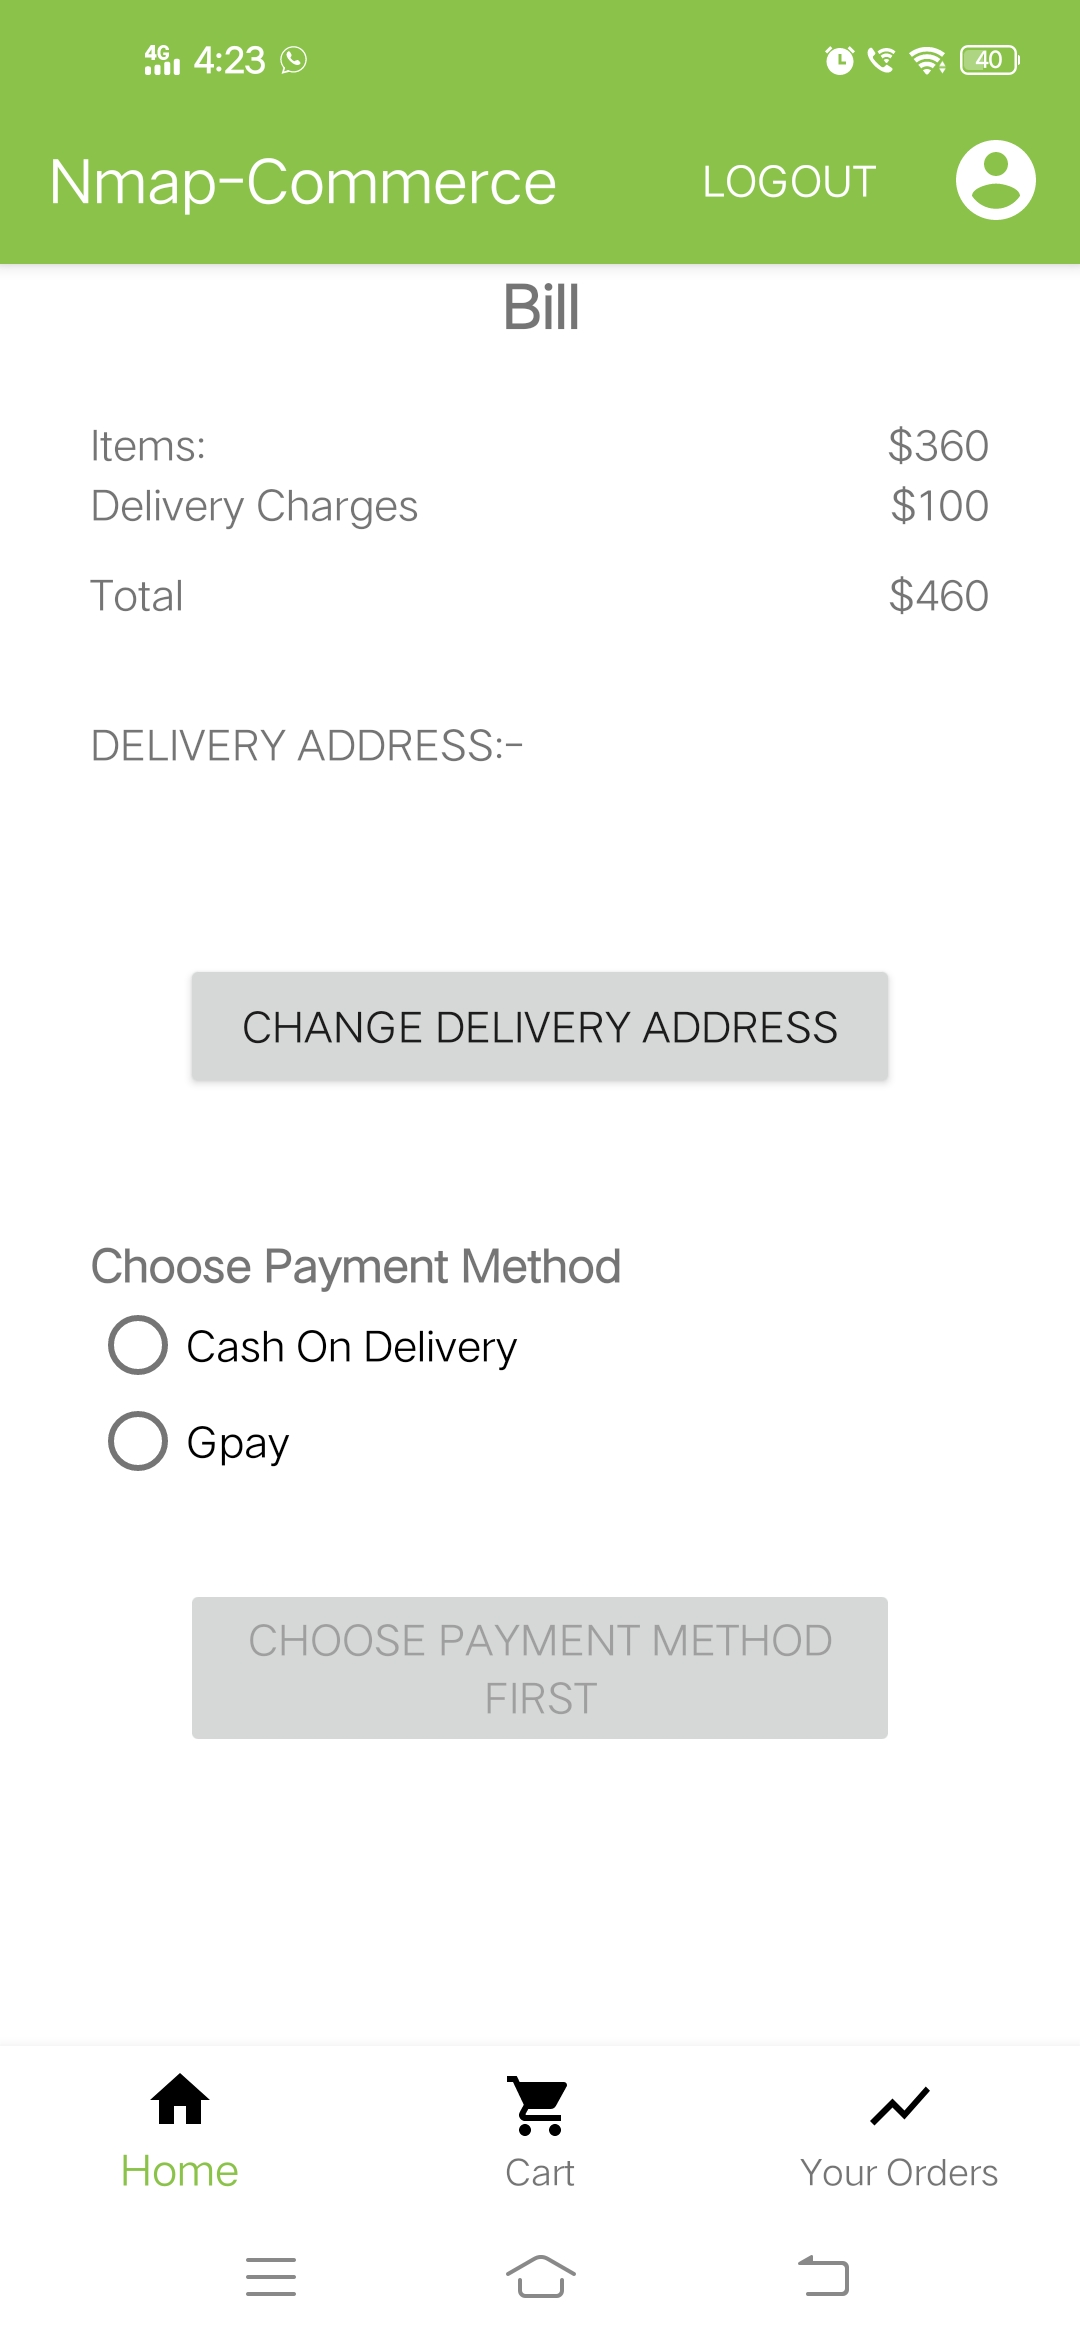 4G 4:23 40
Nmap-Commerce LOGOUT
Bill
Items: $360
Delivery Charges $100
Total $460
DELIVERY ADDRESS:-
CHANGE DELIVERY ADDRESS
Choose Payment Method
Cash On Delivery
Gpay
CHOOSE PAYMENT METHOD
FIRST
Home Cart Your Orders